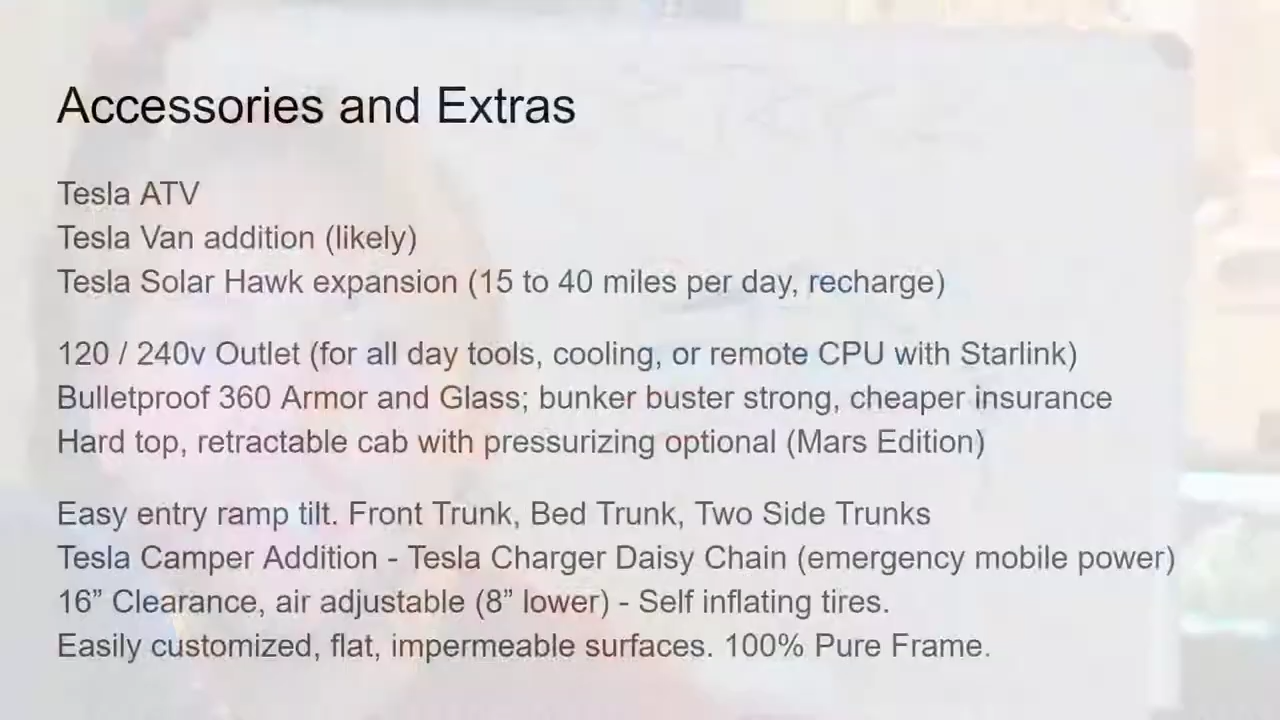 Accessories and Extras
Tesla ATV
Tesla Van addition (likely)
Tesla Solar Hawk expansion (15 to 40 miles per day, recharge)
120 / 240v Outlet (for all day tools, cooling, or remote CPU with Starlink)
Bulletproof 360 Armor and Glass; bunker buster strong, cheaper insurance
Hard top, retractable cab with pressurizing optional (Mars Edition)
Easy entry ramp tilt. Front Trunk, Bed Trunk, Two Side Trunks
Tesla Camper Addition - Tesla Charger Daisy Chain (emergency mobile power)
16” Clearance, air adjustable (8” lower) - Self inflating tires.
Easily customized, flat, impermeable surfaces. 100% Pure Frame.